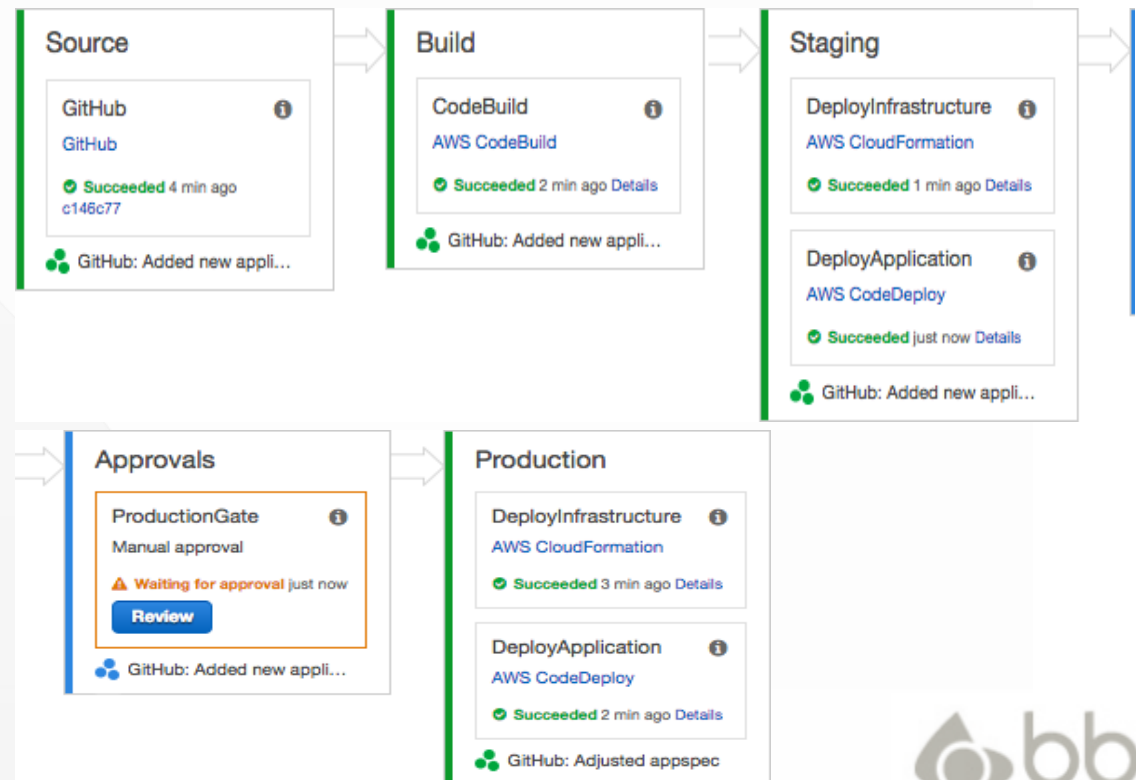 Source
GitHub
GitHub
Succeeded 4 min ago
c146c77
GitHub: Added new appli...
Build
CodeBuild
AWS CodeBuild
Succeeded 2 min ago Details
GitHub: Added new appli...
Staging
DeployInfrastructure
AWS CloudFormation
Succeeded 1 min ago Details
DeployApplication
AWS CodeDeploy
Succeeded just now Details
GitHub: Added new appli...
Approvals
ProductionGate
Manual approval
Waiting for approval just now
Review
GitHub: Added new appli...
Production
DeployInfrastructure
AWS CloudFormation
Succeeded 3 min ago Details
DeployApplication
AWS CodeDeploy
Succeeded 2 min ago Details
GitHub: Adjusted appspec
bb